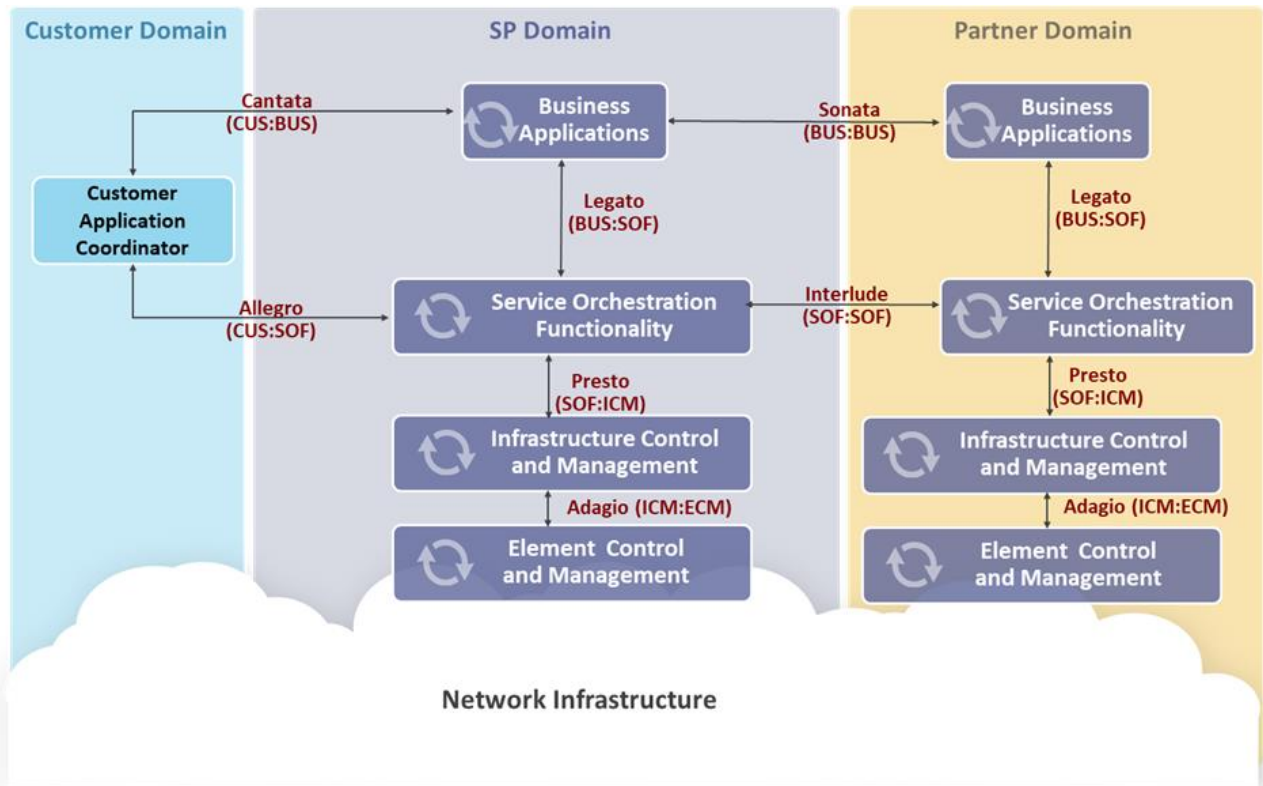 Customer Domain
SP Domain
Partner Domain
Cantata
(CUS:BUS)
Business
Applications
Sonata
(BUS:BUS)
Business
Applications
Customer
Application
Coordinator
Legato
(BUS:SOF)
Legato
(BUS:SOF)
Allegro
(CUS:SOF)
Service Orchestration
Functionality
Interlude
(SOF:SOF)
Service Orchestration
Functionality
Presto
(SOF:ICM)
Presto
(SOF:ICM)
Infrastructure Control
and Management
Infrastructure Control
and Management
Adagio (ICM:ECM)
Adagio (ICM:ECM)
Element Control
and Management
Element Control
and Management
Network Infrastructure